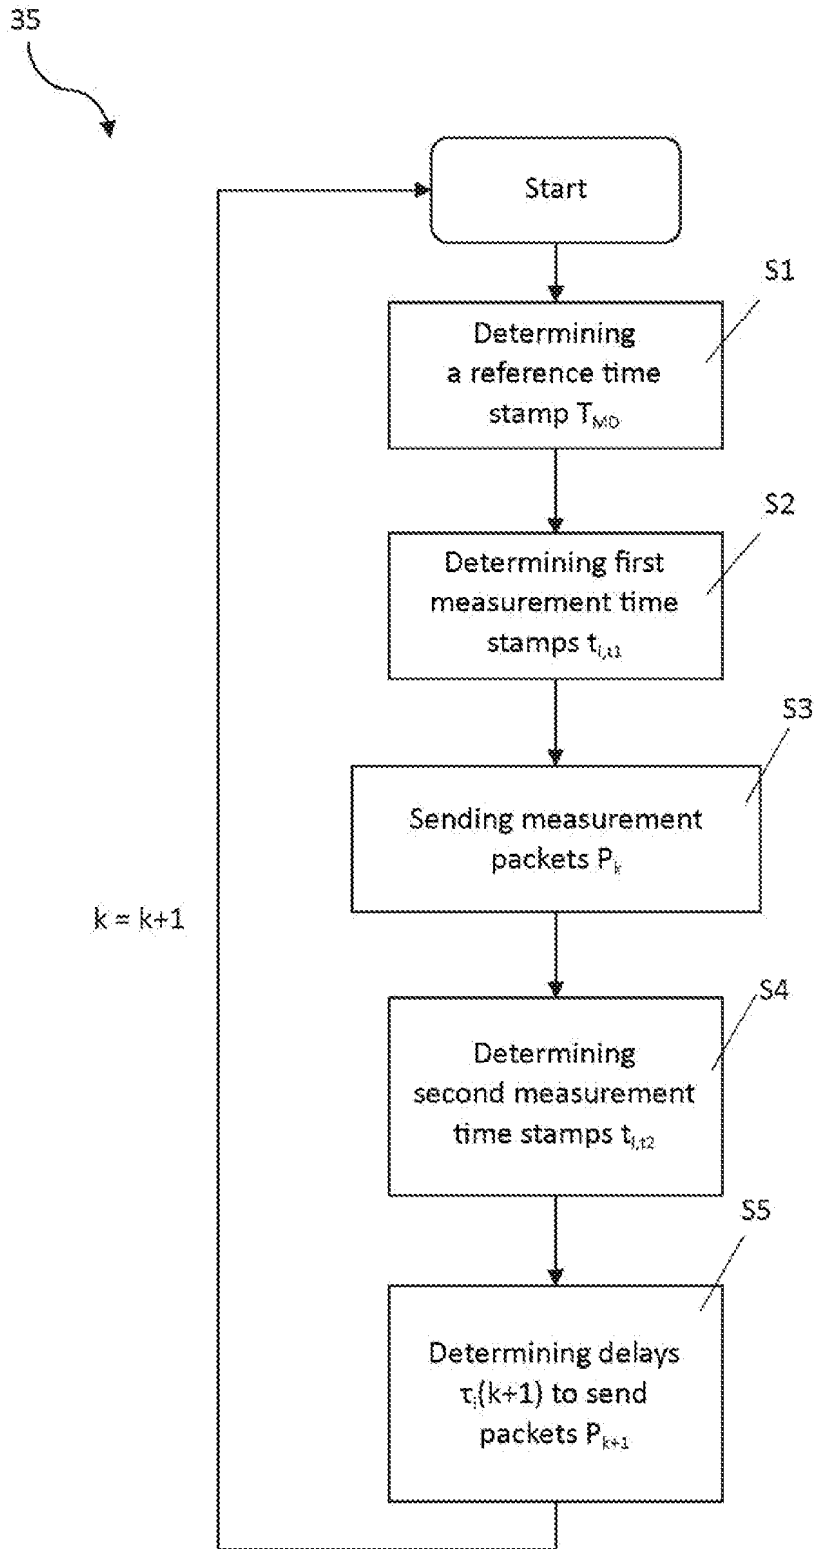 35
Start
S1
Determining
a reference time
stamp T_MD
S2
Determining first
measurement time
stamps t_i,t1
S3
Sending measurement
packets P_k
k = k+1
S4
Determining
second measurement
time stamps t_i,t2
S5
Determining delays
τ_i(k+1) to send
packets P_k+1